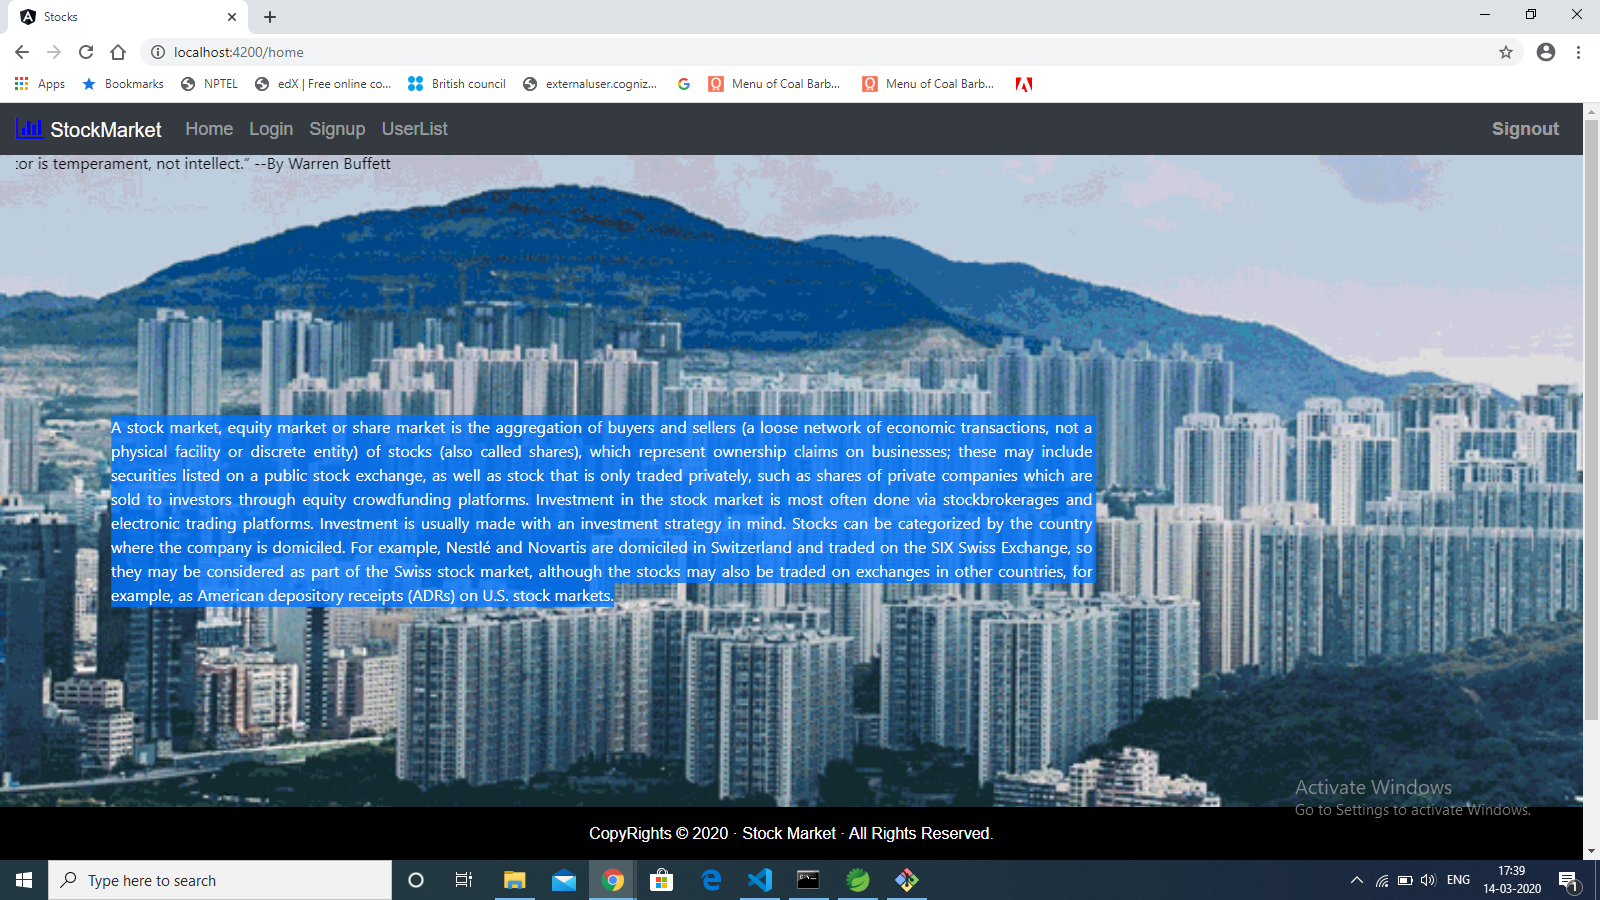 Stocks
localhost:4200/home
Apps Bookmarks NPTEL edX | Free online co... British council externaluser.cogniz... Menu of Coal Barb... Menu of Coal Barb...
StockMarket Home Login Signup UserList Signout
:or is temperament, not intellect.” --By Warren Buffett
A stock market, equity market or share market is the aggregation of buyers and sellers (a loose network of economic transactions, not a
physical facility or discrete entity) of stocks (also called shares), which represent ownership claims on businesses; these may include
securities listed on a public stock exchange, as well as stock that is only traded privately, such as shares of private companies which are
sold to investors through equity crowdfunding platforms. Investment in the stock market is most often done via stockbrokerages and
electronic trading platforms. Investment is usually made with an investment strategy in mind. Stocks can be categorized by the country
where the company is domiciled. For example, Nestlé and Novartis are domiciled in Switzerland and traded on the SIX Swiss Exchange, so
they may be considered as part of the Swiss stock market, although the stocks may also be traded on exchanges in other countries, for
example, as American depository receipts (ADRs) on U.S. stock markets.
Activate Windows
Go to Settings to activate Windows.
CopyRights © 2020 · Stock Market · All Rights Reserved.
Type here to search
ENG
17:39
14-03-2020
1